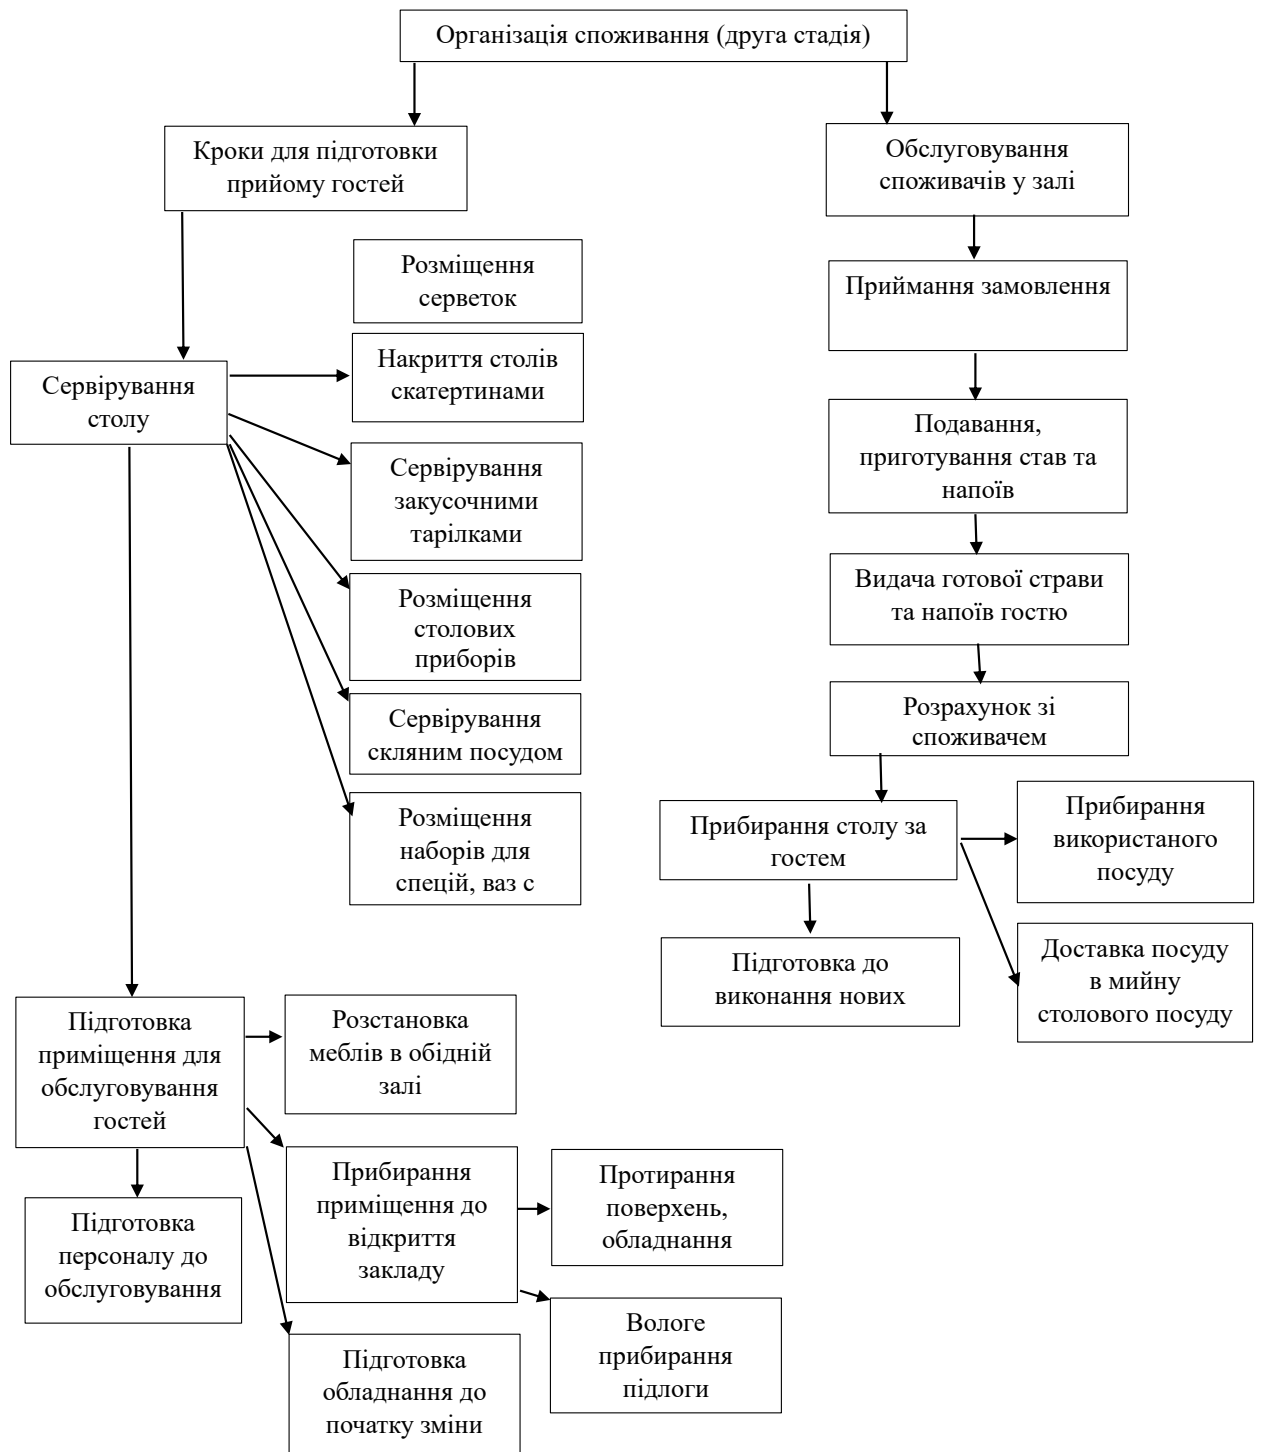 Організація споживання (друга стадія)
Кроки для підготовки
прийому гостей
Обслуговування
споживачів у залі
Розміщення
серветок
Приймання замовлення
Накриття столів
скатертинами
Сервірування
столу
Подавання,
приготування став та
напоїв
Сервірування
закусочними
тарілками
Видача готової страви
та напоїв гостю
Розміщення
столових
приборів
Розрахунок зі
споживачем
Сервірування
скляним посудом
Розміщення
наборів для
спецій, ваз с
Прибирання столу за
гостем
Прибирання
використаного
посуду
Підготовка до
виконання нових
Доставка посуду
в мийну
столового посуду
Підготовка
приміщення для
обслуговування
гостей
Розстановка
меблів в обідній
залі
Прибирання
приміщення до
відкриття
закладу
Протирання
поверхень,
обладнання
Підготовка
персоналу до
обслуговування
Вологе
прибирання
підлоги
Підготовка
обладнання до
початку зміни